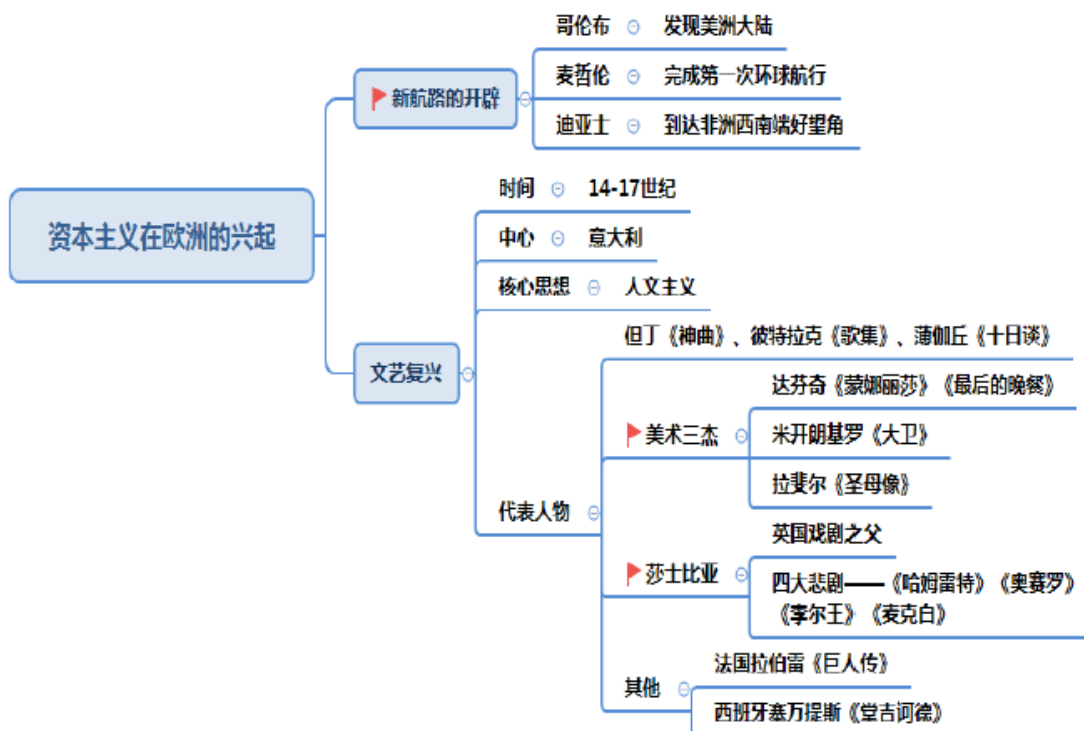 资本主义在欧洲的兴起
新航路的开辟
哥伦布 发现美洲大陆
麦哲伦 完成第一次环球航行
迪亚士 到达非洲西南端好望角
文艺复兴
时间 14-17世纪
中心 意大利
核心思想 人文主义
代表人物
但丁《神曲》、彼特拉克《歌集》、薄伽丘《十日谈》
美术三杰
达芬奇《蒙娜丽莎》《最后的晚餐》
米开朗基罗《大卫》
拉斐尔《圣母像》
莎士比亚
英国戏剧之父
四大悲剧——《哈姆雷特》《奥赛罗》
《李尔王》《麦克白》
其他
法国拉伯雷《巨人传》
西班牙塞万提斯《堂吉诃德》